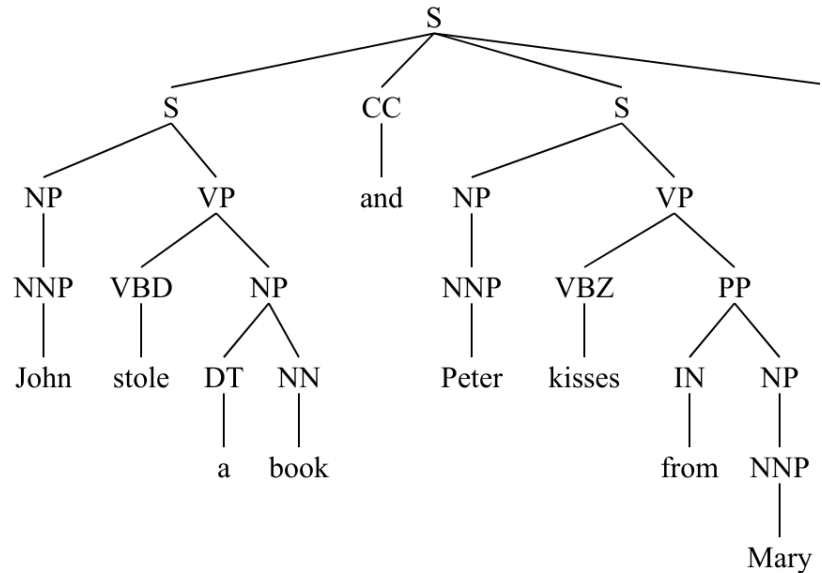 S
S CC S
NP VP and NP VP
NNP VBD NP NNP VBZ PP
John stole DT NN Peter kisses IN NP
a book from NNP
Mary